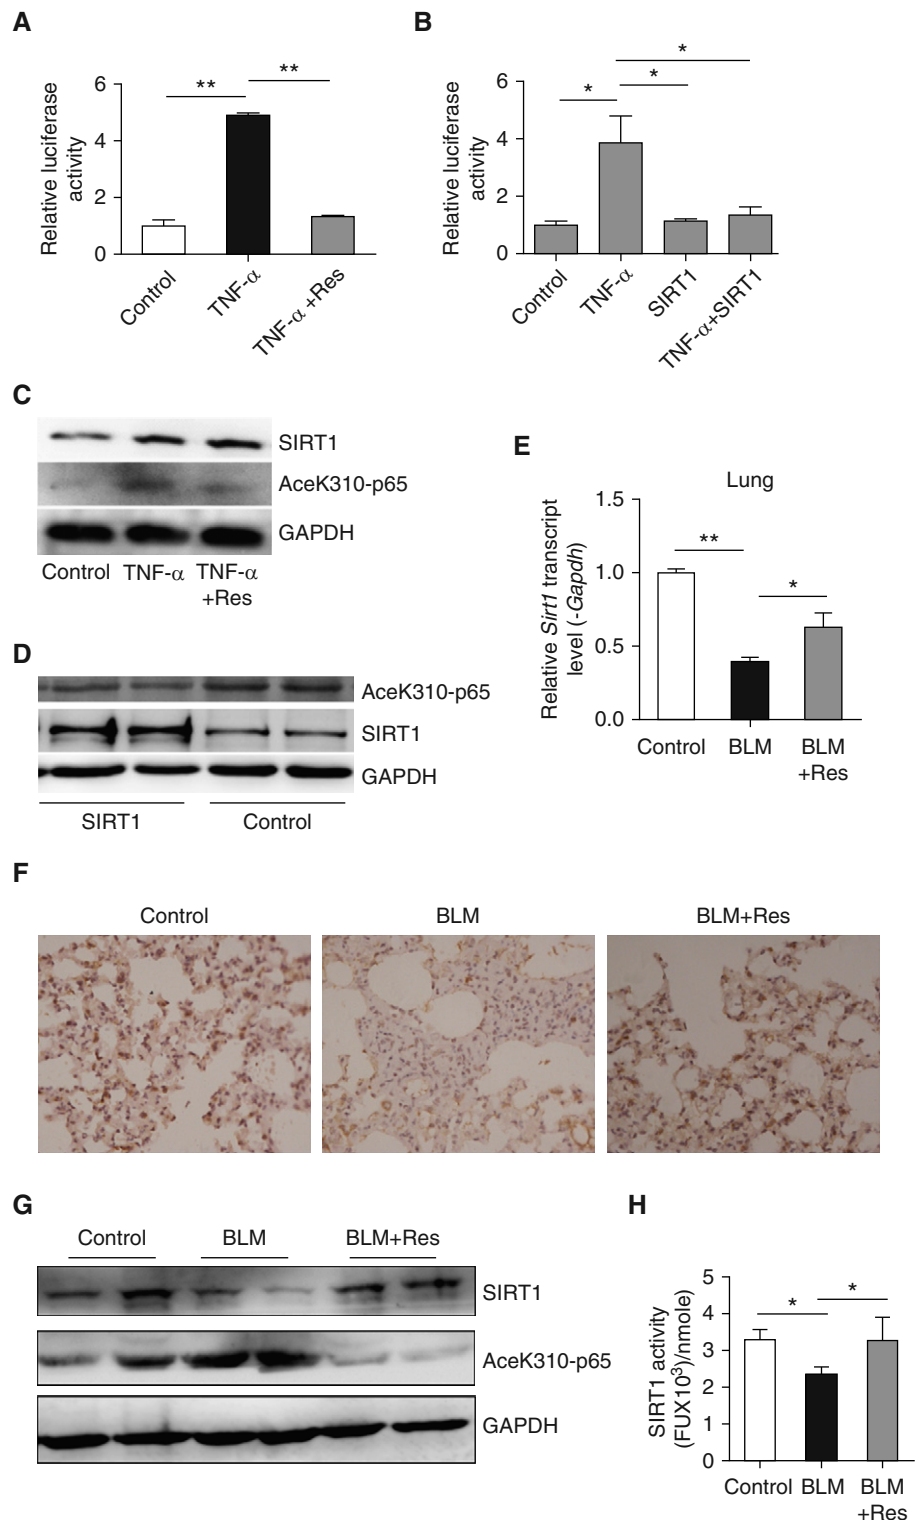 A
Relative luciferase
activity
6
4
2
0
**
**
Control
TNF-α
TNF-α +Res
B
Relative luciferase
activity
6
4
2
0
*
*
*
Control
TNF-α
SIRT1
TNF-α+SIRT1
C
SIRT1
AceK310-p65
GAPDH
Control TNF-α TNF-α
+Res
D
AceK310-p65
SIRT1
GAPDH
SIRT1 Control
E
Lung
Relative Sirt1 transcript
level (-Gapdh)
1.5
1.0
0.5
0.0
**
*
Control BLM BLM
+Res
F
Control BLM BLM+Res
G
Control BLM BLM+Res
SIRT1
AceK310-p65
GAPDH
H
SIRT1 activity
(FUX10³)/nmole)
5
4
3
2
1
0
*
*
Control BLM BLM
+Res